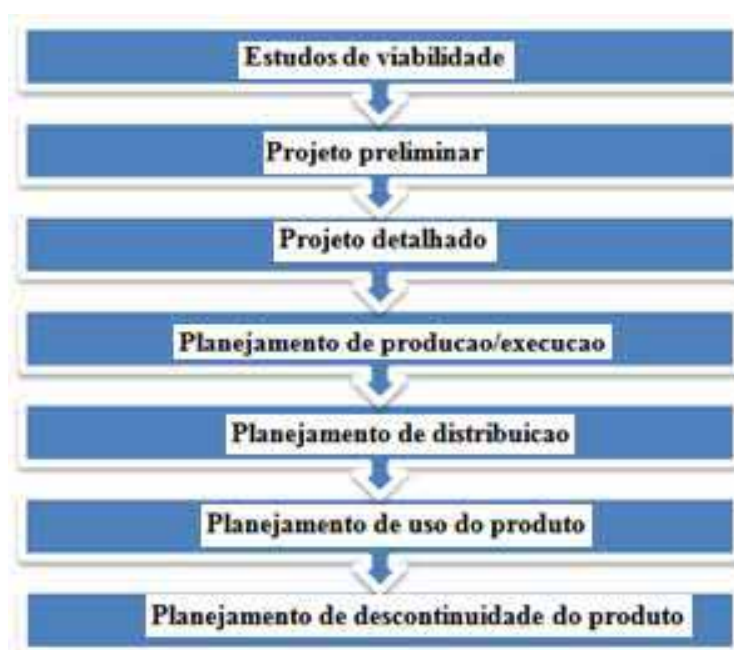 Estudos de viabilidade
Projeto preliminar
Projeto detalhado
Planejamento de producao/execucao
Planejamento de distribuicao
Planejamento de uso do produto
Planejamento de descontinuidade do produto